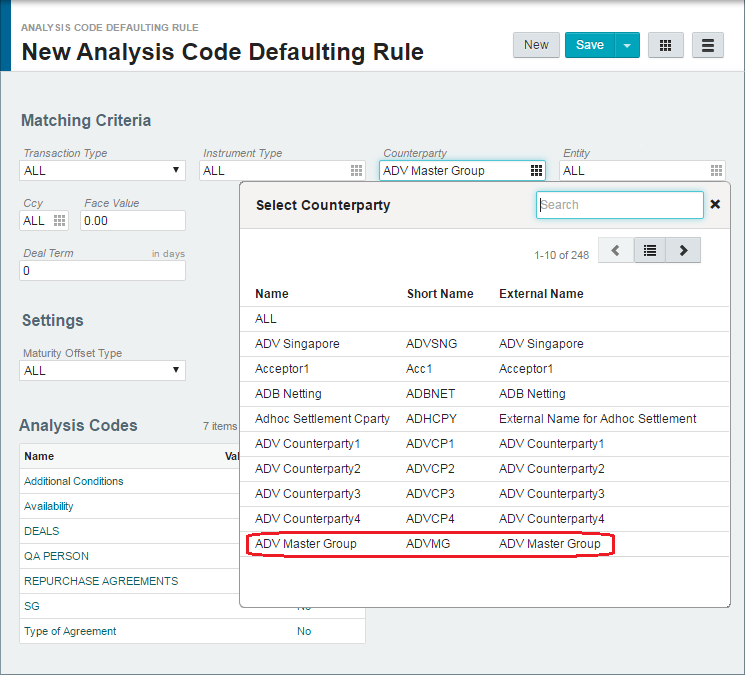 ANALYSIS CODE DEFAULTING RULE
New Analysis Code Defaulting Rule
New Save
Matching Criteria
Transaction Type Instrument Type Counterparty Entity
ALL ALL ADV Master Group ALL
Ccy Face Value
ALL 0.00
Deal Term in days
0
Settings
Maturity Offset Type
ALL
Analysis Codes 7 items
Name
Additional Conditions
Availability
DEALS
QA PERSON
REPURCHASE AGREEMENTS
SG
Type of Agreement No
Select Counterparty Search
1-10 of 248
Name Short Name External Name
ALL
ADV Singapore ADVSNG ADV Singapore
Acceptor1 Acc1 Acceptor1
ADB Netting ADBNET ADB Netting
Adhoc Settlement Cparty ADHCPY External Name for Adhoc Settlement
ADV Counterparty1 ADVCP1 ADV Counterparty1
ADV Counterparty2 ADVCP2 ADV Counterparty2
ADV Counterparty3 ADVCP3 ADV Counterparty3
ADV Counterparty4 ADVCP4 ADV Counterparty4
ADV Master Group ADVMG ADV Master Group